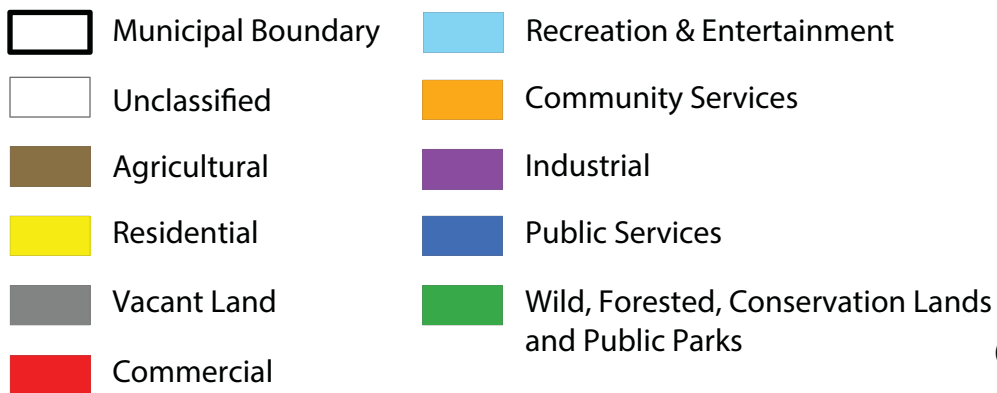 Municipal Boundary
Unclassified
Agricultural
Residential
Vacant Land
Commercial
Recreation & Entertainment
Community Services
Industrial
Public Services
Wild, Forested, Conservation Lands
and Public Parks